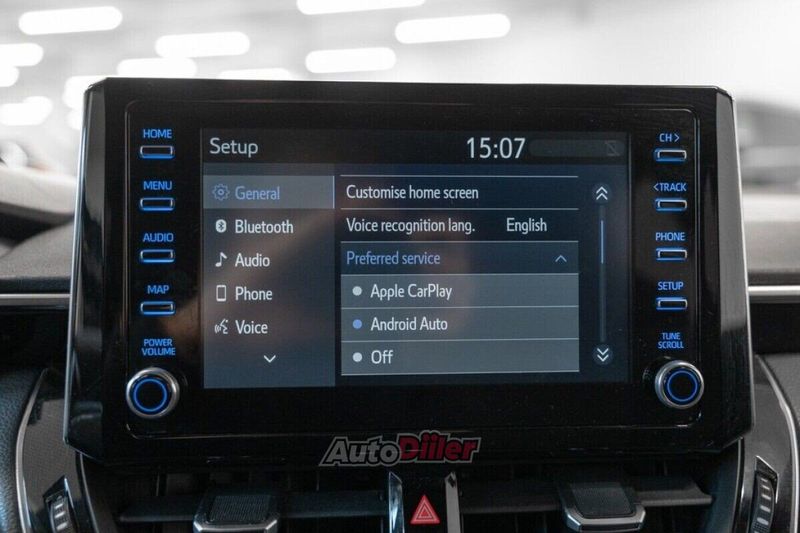 HOME
MENU
AUDIO
MAP
POWER
VOLUME
Setup 15:07
General
Bluetooth
Audio
Phone
Voice
Customise home screen
Voice recognition lang. English
Preferred service
Apple CarPlay
Android Auto
Off
CH >
< TRACK
PHONE
SETUP
TUNE
SCROLL
AutoDiiler